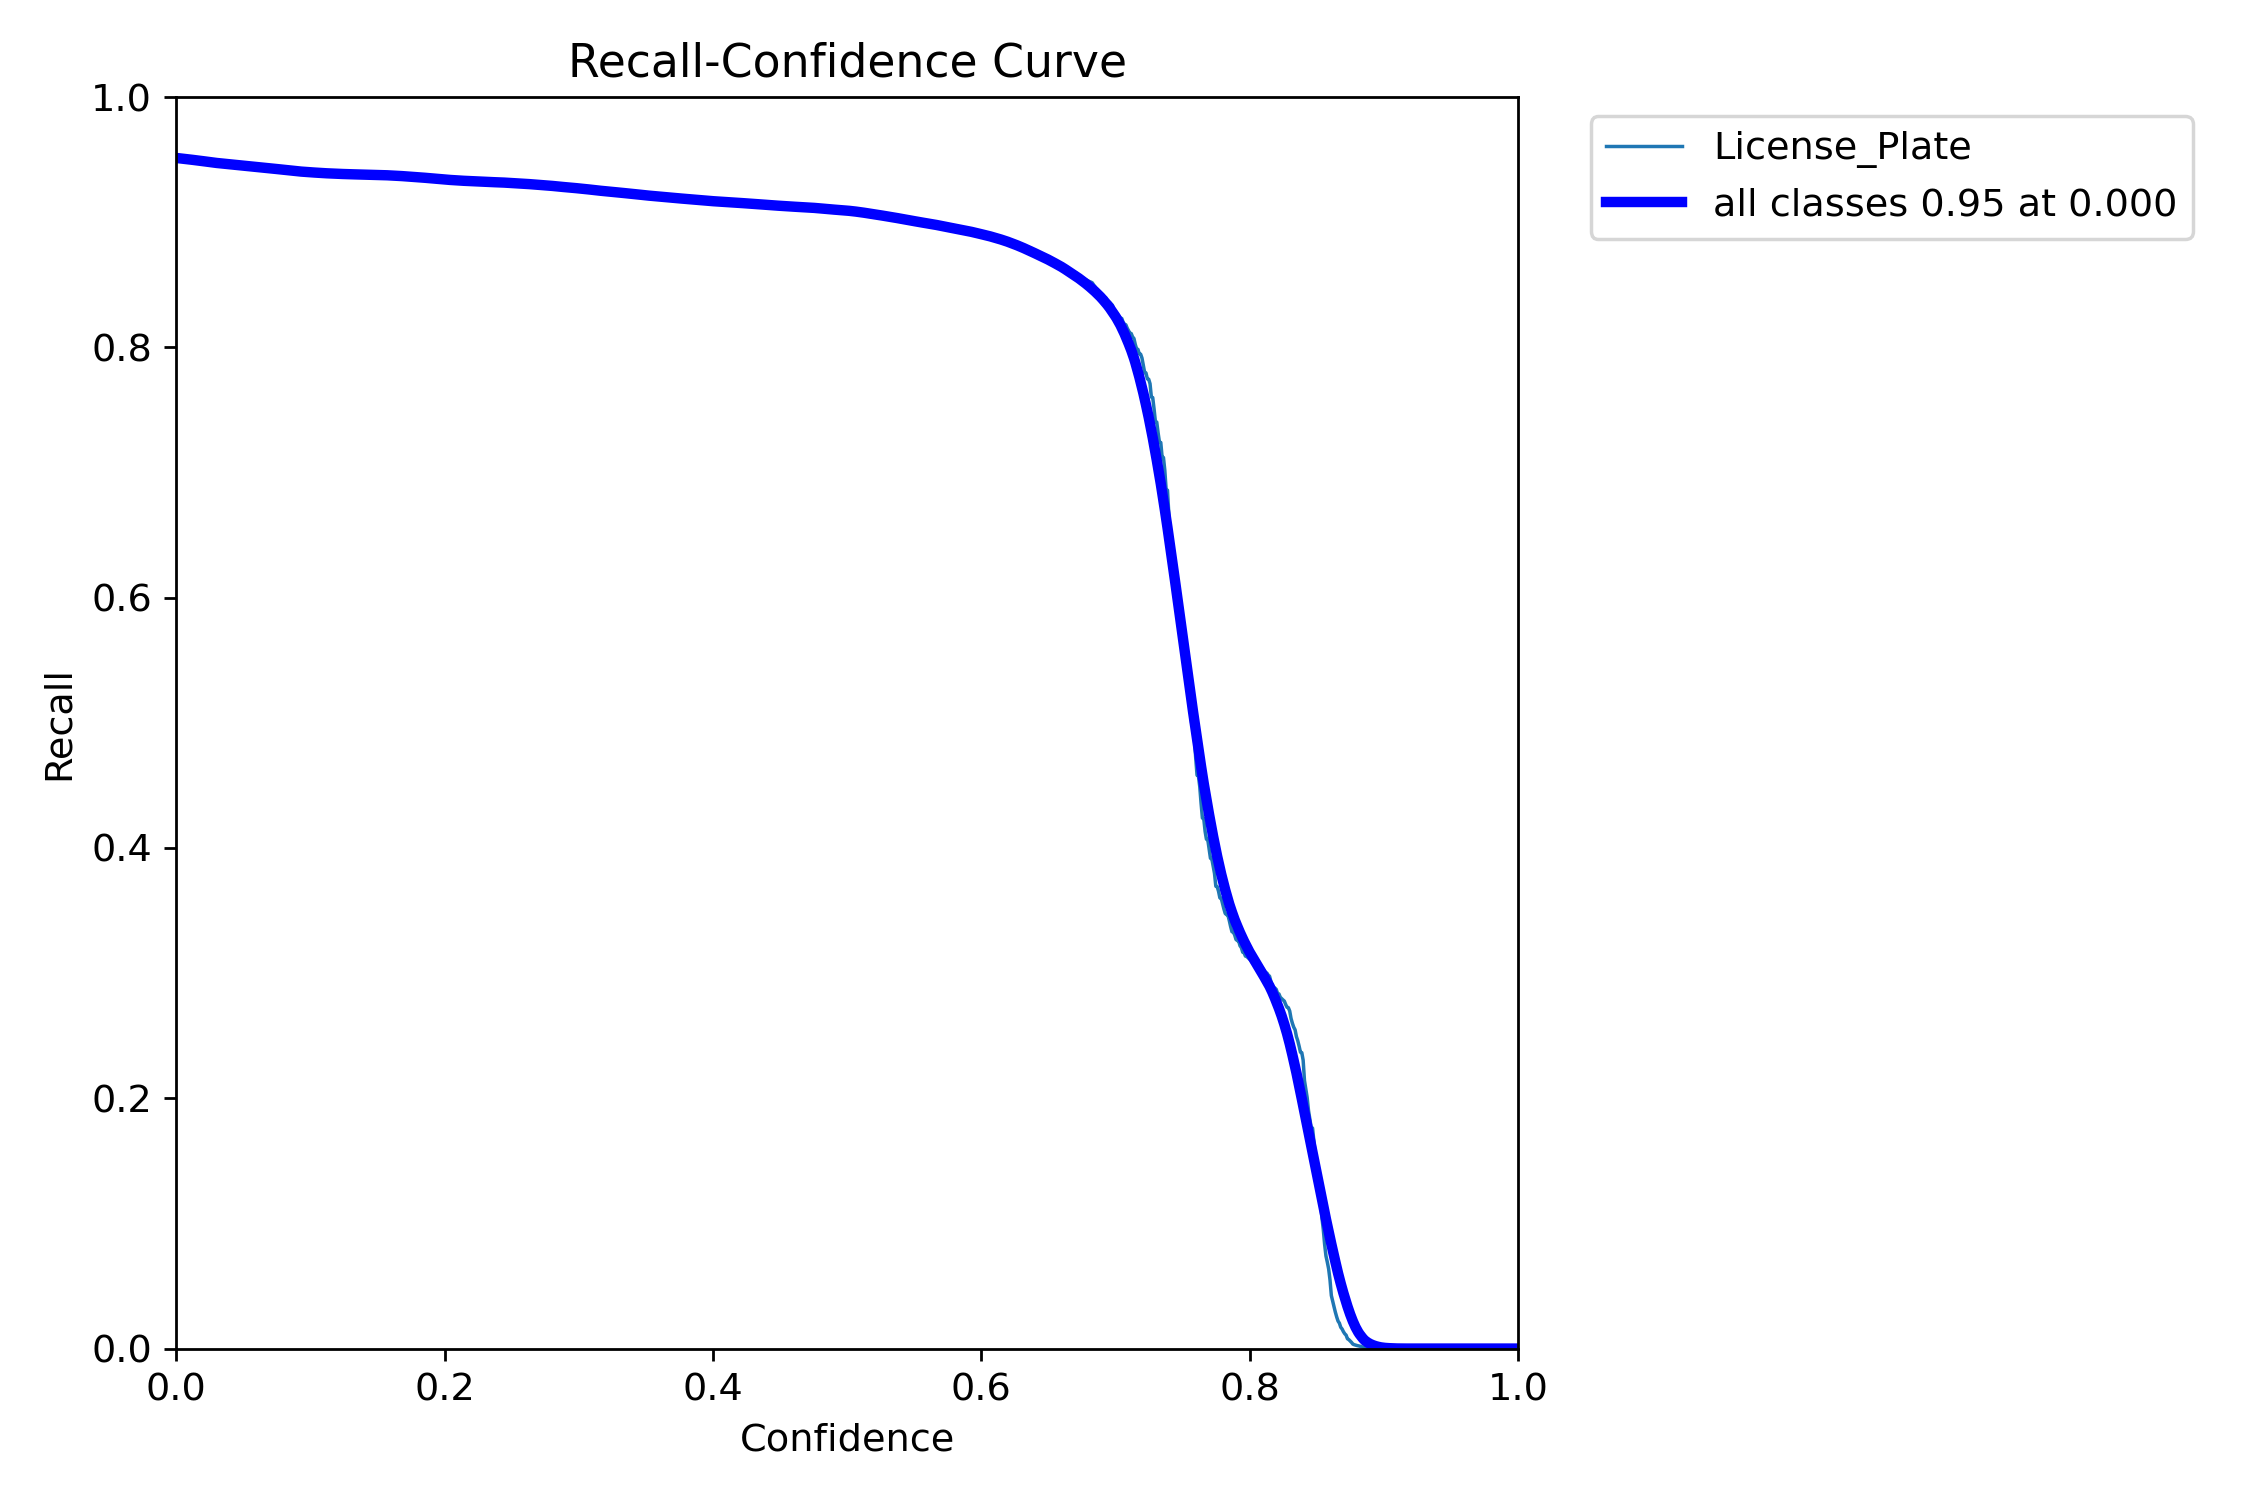 Recall-Confidence Curve
1.0
0.8
0.6
0.4
0.2
0.0
Recall
0.0 0.2 0.4 0.6 0.8 1.0
Confidence
License_Plate
all classes 0.95 at 0.000